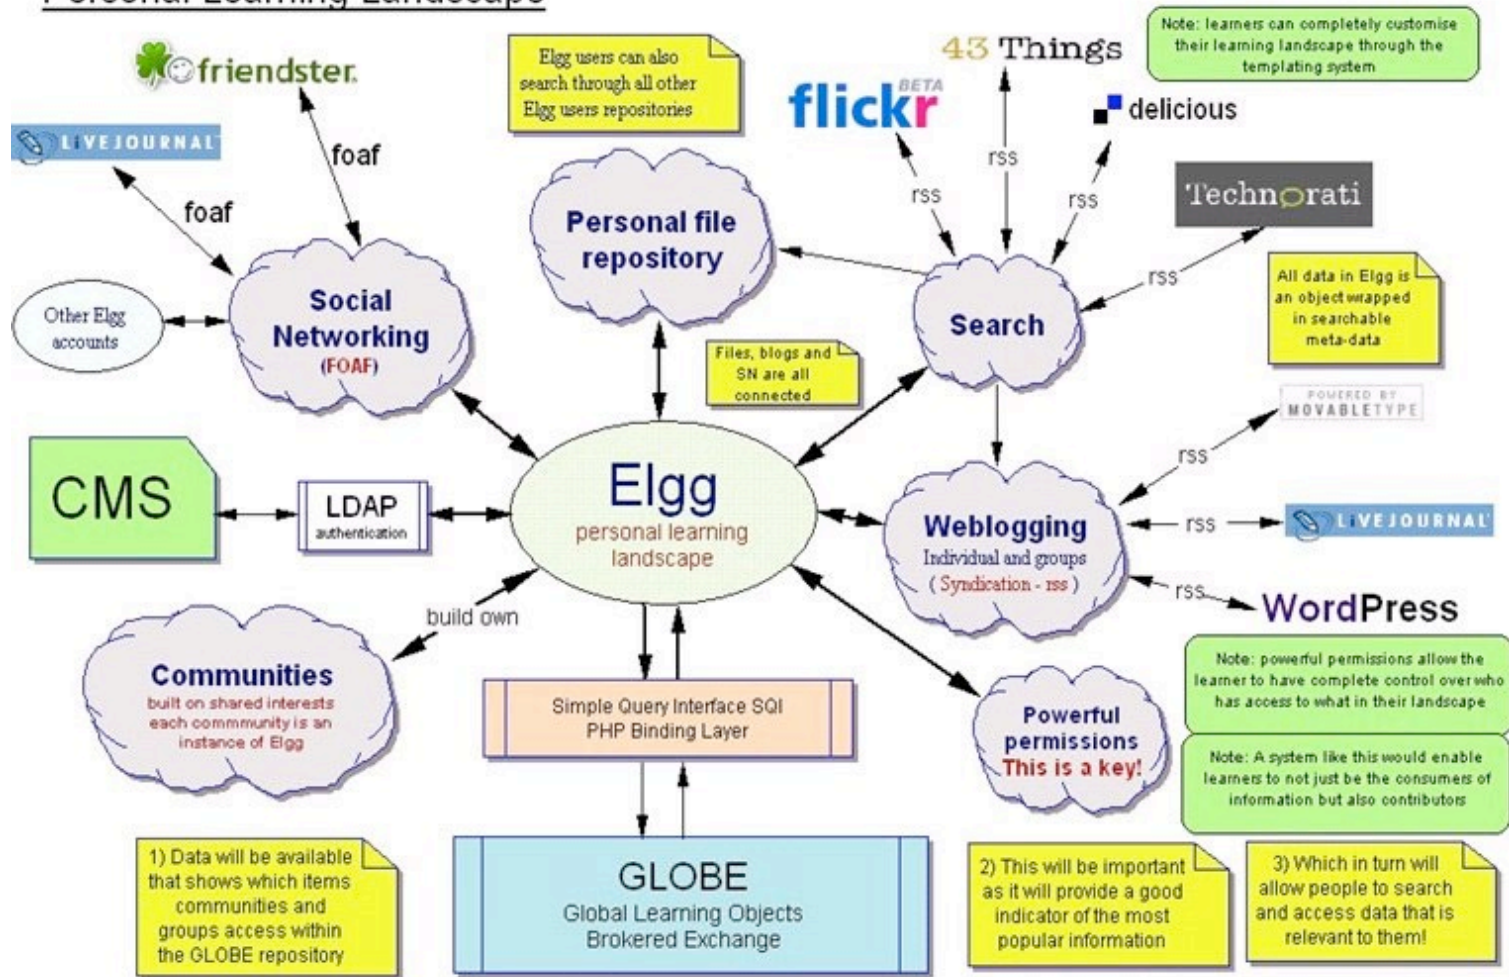 Personal Learning Landscape
friendster.
LiVEJOURNAL
foaf
foaf
Elgg users can also
search through all other
Elgg users repositories
43 Things
flickr
BETA
delicious
Note: learners can completely customise
their learning landscape through the
templating system
rss
rss
rss
Technorati
rss
Personal file
repository
Social
Networking
(FOAF)
Other Elgg
accounts
Search
All data in Elgg is
an object wrapped
in searchable
meta-data
Files, blogs and
SN are all
connected
POWERED BY
MOVABLETYPE
rss
CMS
LDAP
authentication
Elgg
personal learning
landscape
Weblogging
Individual and groups
( Syndication - rss )
rss
LiVEJOURNAL
rss
WordPress
build own
Communities
built on shared interests
each commmunity is an
instance of Elgg
Simple Query Interface SQI
PHP Binding Layer
Powerful
permissions
This is a key!
Note: powerful permissions allow the
learner to have complete control over who
has access to what in their landscape
Note: A system like this would enable
learners to not just be the consumers of
information but also contributors
1) Data will be available
that shows which items
communities and
groups access within
the GLOBE repository
GLOBE
Global Learning Objects
Brokered Exchange
2) This will be important
as it will provide a good
indicator of the most
popular information
3) Which in turn will
allow people to search
and access data that is
relevant to them!